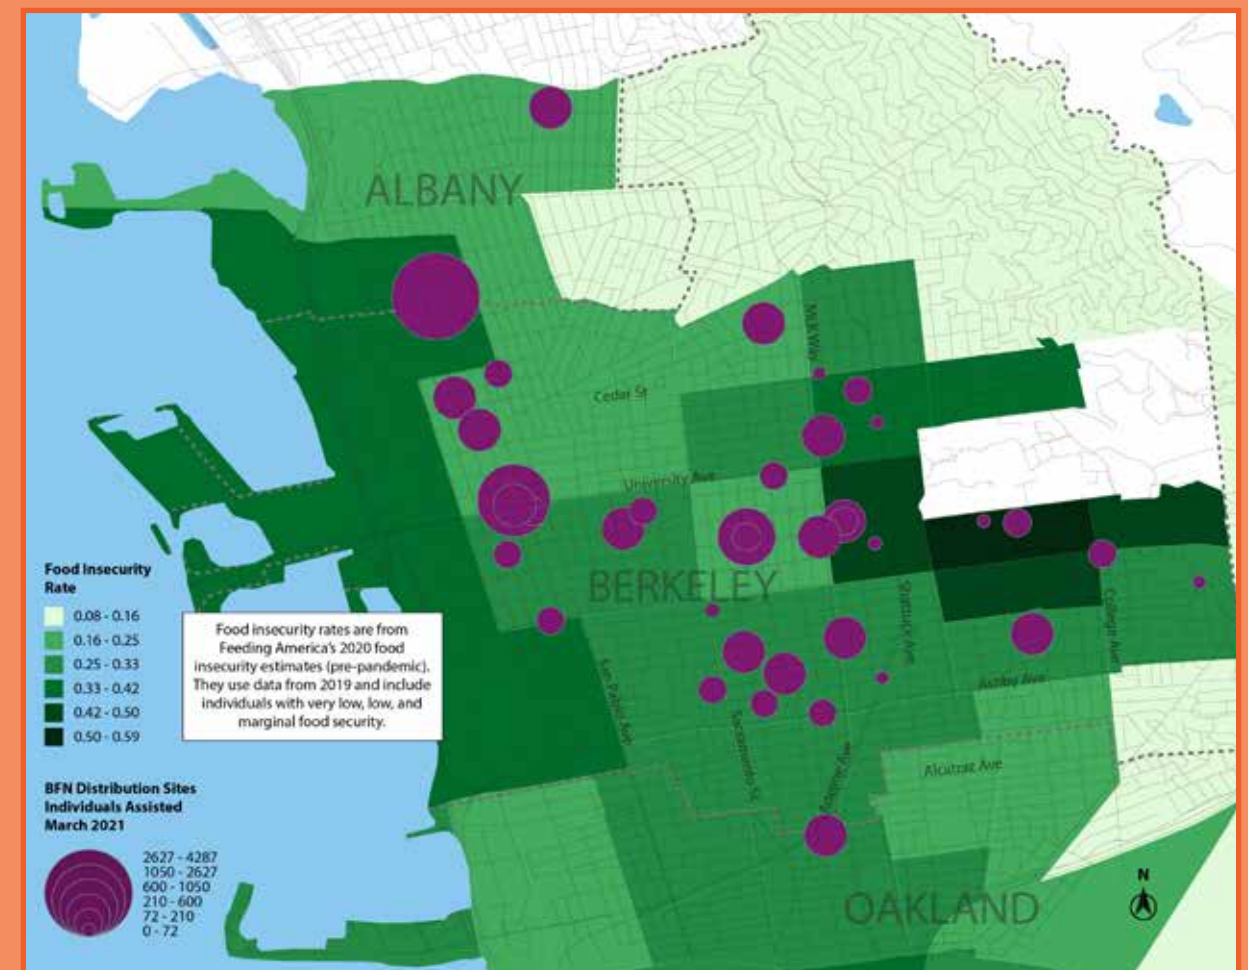 ALBANY
MLK Way
Cedar St
University Ave
BERKELEY
Shattuck Ave
College Ave
San Pablo Ave
Sacramento St
Ashby Ave
Adeline Ave
Alcatraz Ave
OAKLAND
N
Food Insecurity
Rate
0.08 - 0.16
0.16 - 0.25
0.25 - 0.33
0.33 - 0.42
0.42 - 0.50
0.50 - 0.59
Food insecurity rates are from
Feeding America's 2020 food
insecurity estimates (pre-pandemic).
They use data from 2019 and include
individuals with very low, low, and
marginal food security.
BFN Distribution Sites
Individuals Assisted
March 2021
2627 - 4287
1050 - 2627
600 - 1050
210 - 600
72 - 210
0 - 72